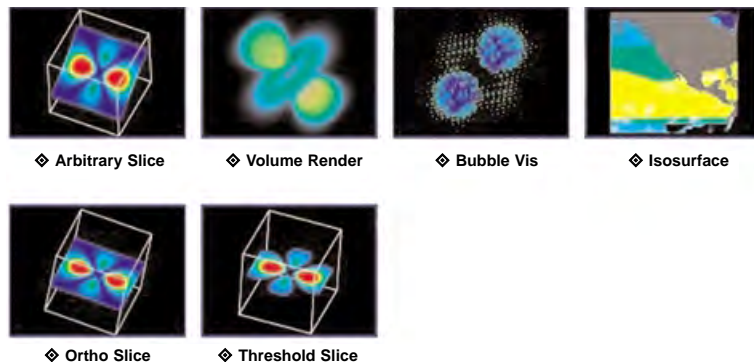 ❖ Arbitrary Slice
❖ Volume Render
❖ Bubble Vis
❖ Isosurface
❖ Ortho Slice
❖ Threshold Slice